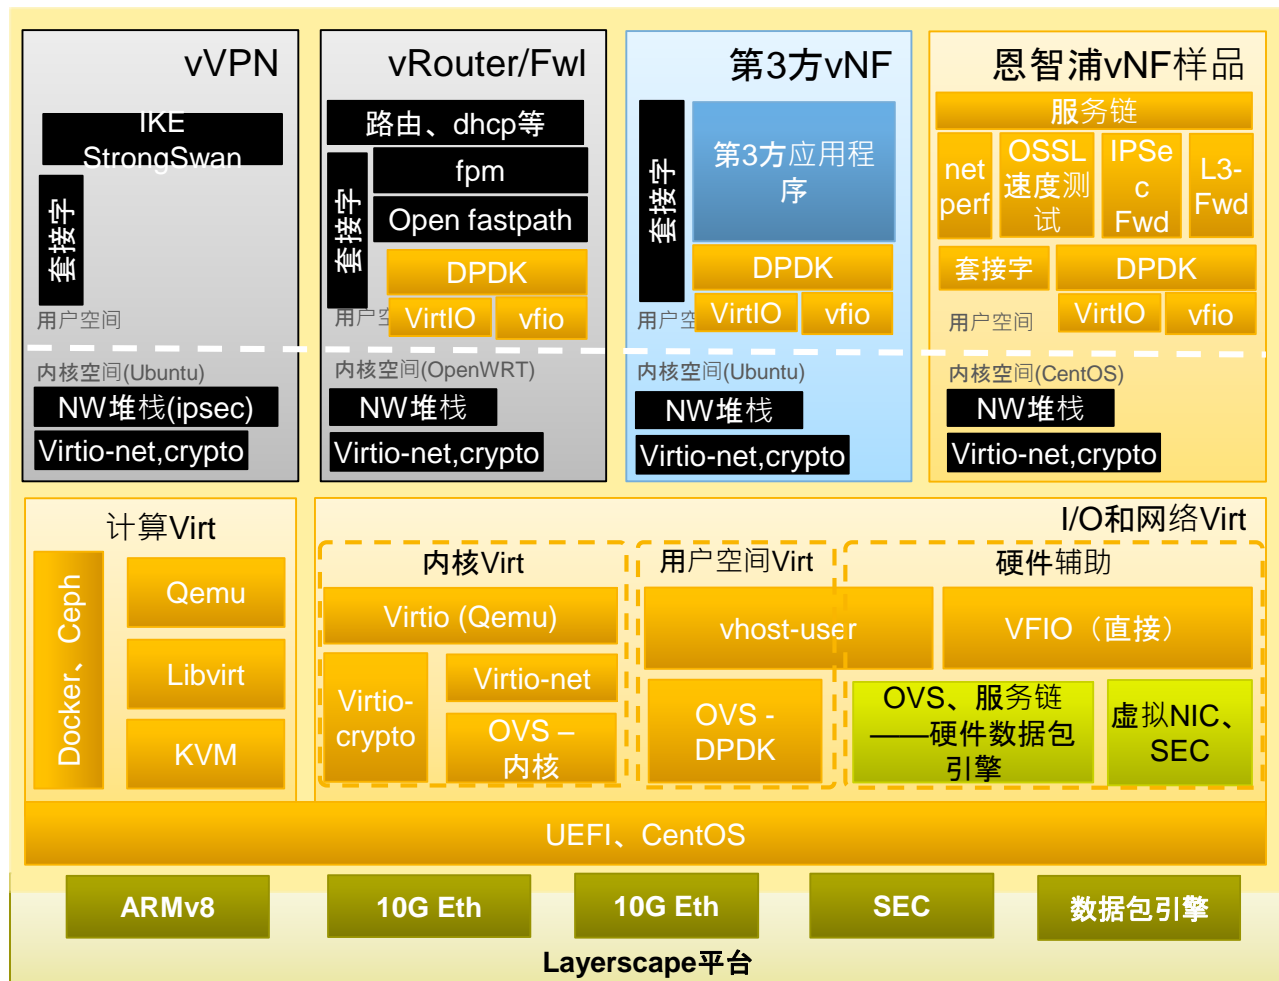 vVPN
IKE
StrongSwan
套接字
用户空间
内核空间(Ubuntu)
NW堆栈(ipsec)
Virtio-net,crypto
vRouter/Fwl
路由、dhcp等
套接字
fpm
Open fastpath
DPDK
VirtIO
vfio
用户空
内核空间(OpenWRT)
NW堆栈
Virtio-net,crypto
第3方vNF
套接字
第3方应用程
序
DPDK
VirtIO
vfio
用户空
内核空间(Ubuntu)
NW堆栈
Virtio-net,crypto
恩智浦vNF样品
服务链
net
perf
OSSL
速度测
试
IPSe
c
Fwd
L3-
Fwd
套接字
DPDK
VirtIO
vfio
用户空间
内核空间(CentOS)
NW堆栈
Virtio-net,crypto
计算Virt
Docker、Ceph
Qemu
Libvirt
KVM
I/O和网络Virt
内核Virt
Virtio (Qemu)
Virtio-
crypto
Virtio-net
OVS –
内核
用户空间Virt
vhost-user
OVS -
DPDK
硬件辅助
VFIO（直接）
OVS、服务链
——硬件数据包
引擎
虚拟NIC、
SEC
UEFI、CentOS
ARMv8
10G Eth
10G Eth
SEC
数据包引擎
Layerscape平台